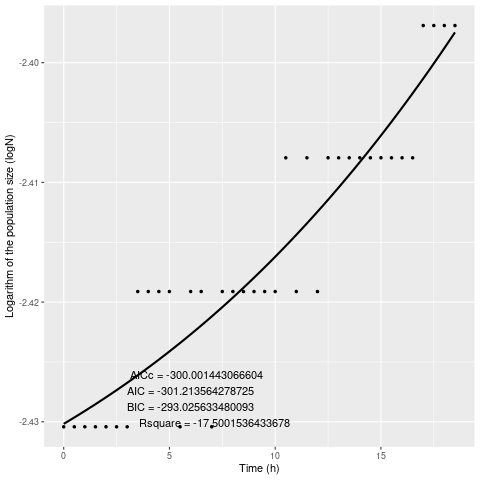 -2.40
-2.41
-2.42
-2.43
Logarithm of the population size (logN)
AICc = -300.001443066604
AIC = -301.213564278725
BIC = -293.025633480093
Rsquare = -17.5001536433678
0
5
10
15
Time (h)